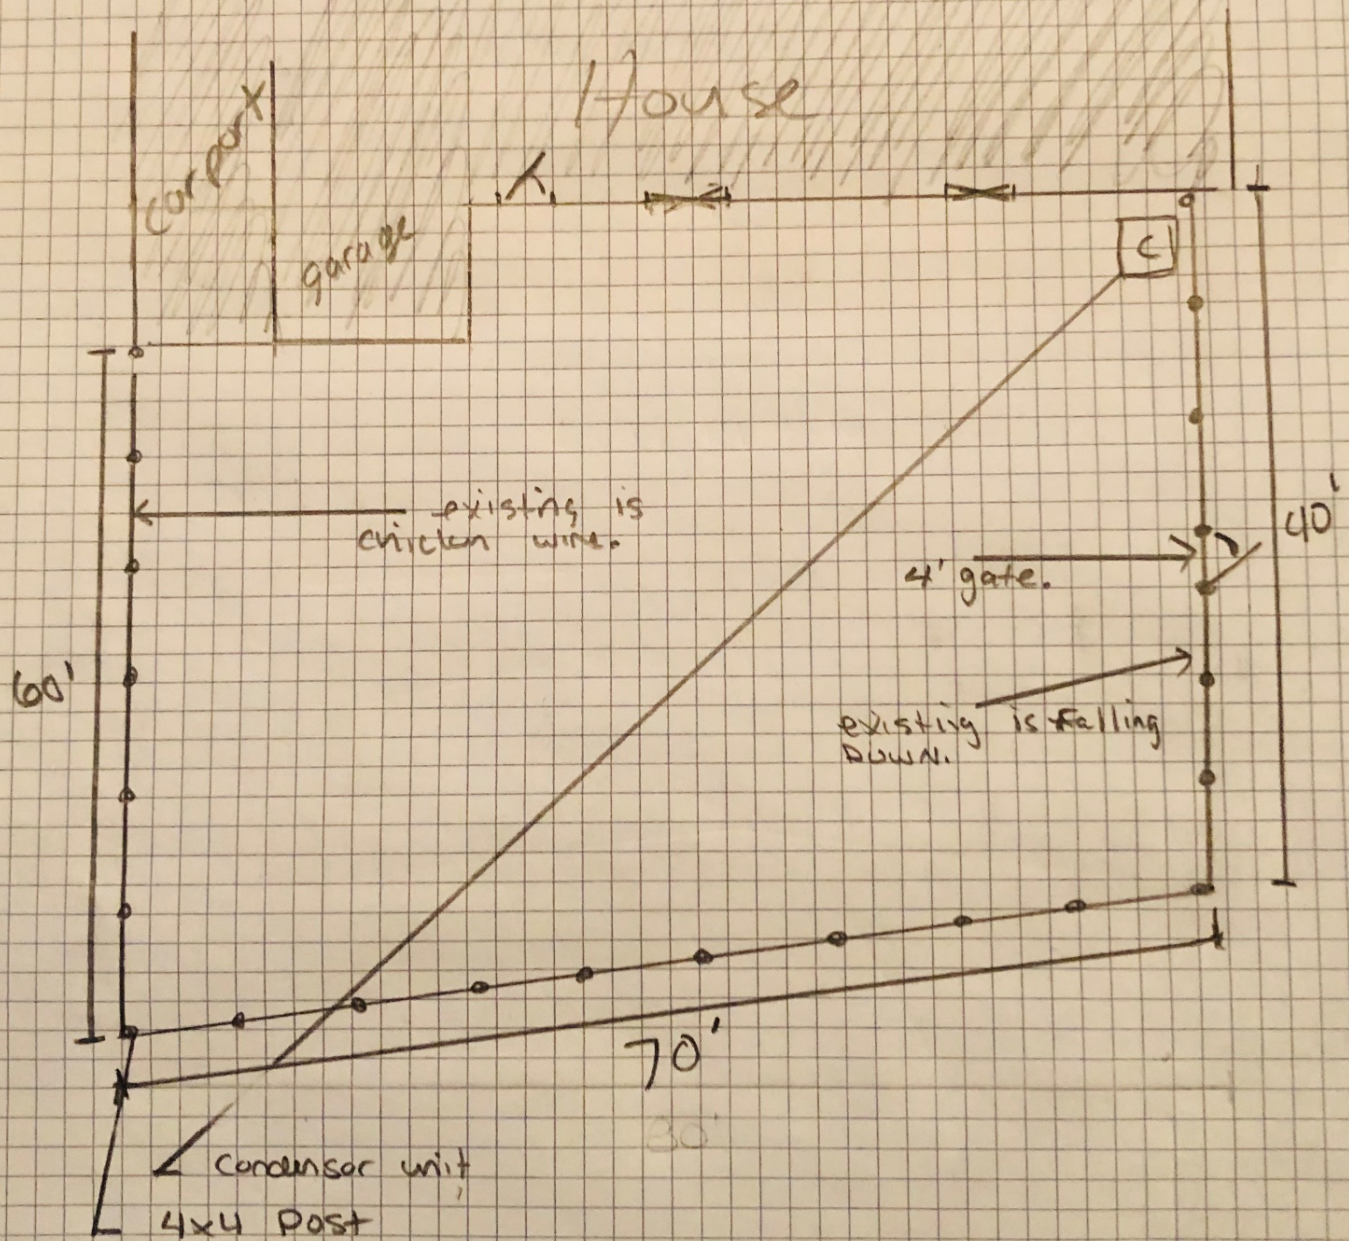 House
carport
garage
C
existing is
chicken wire.
40'
4' gate.
60'
existing is Falling
DOWN.
70'
80'
condensor unit
4x4 Post